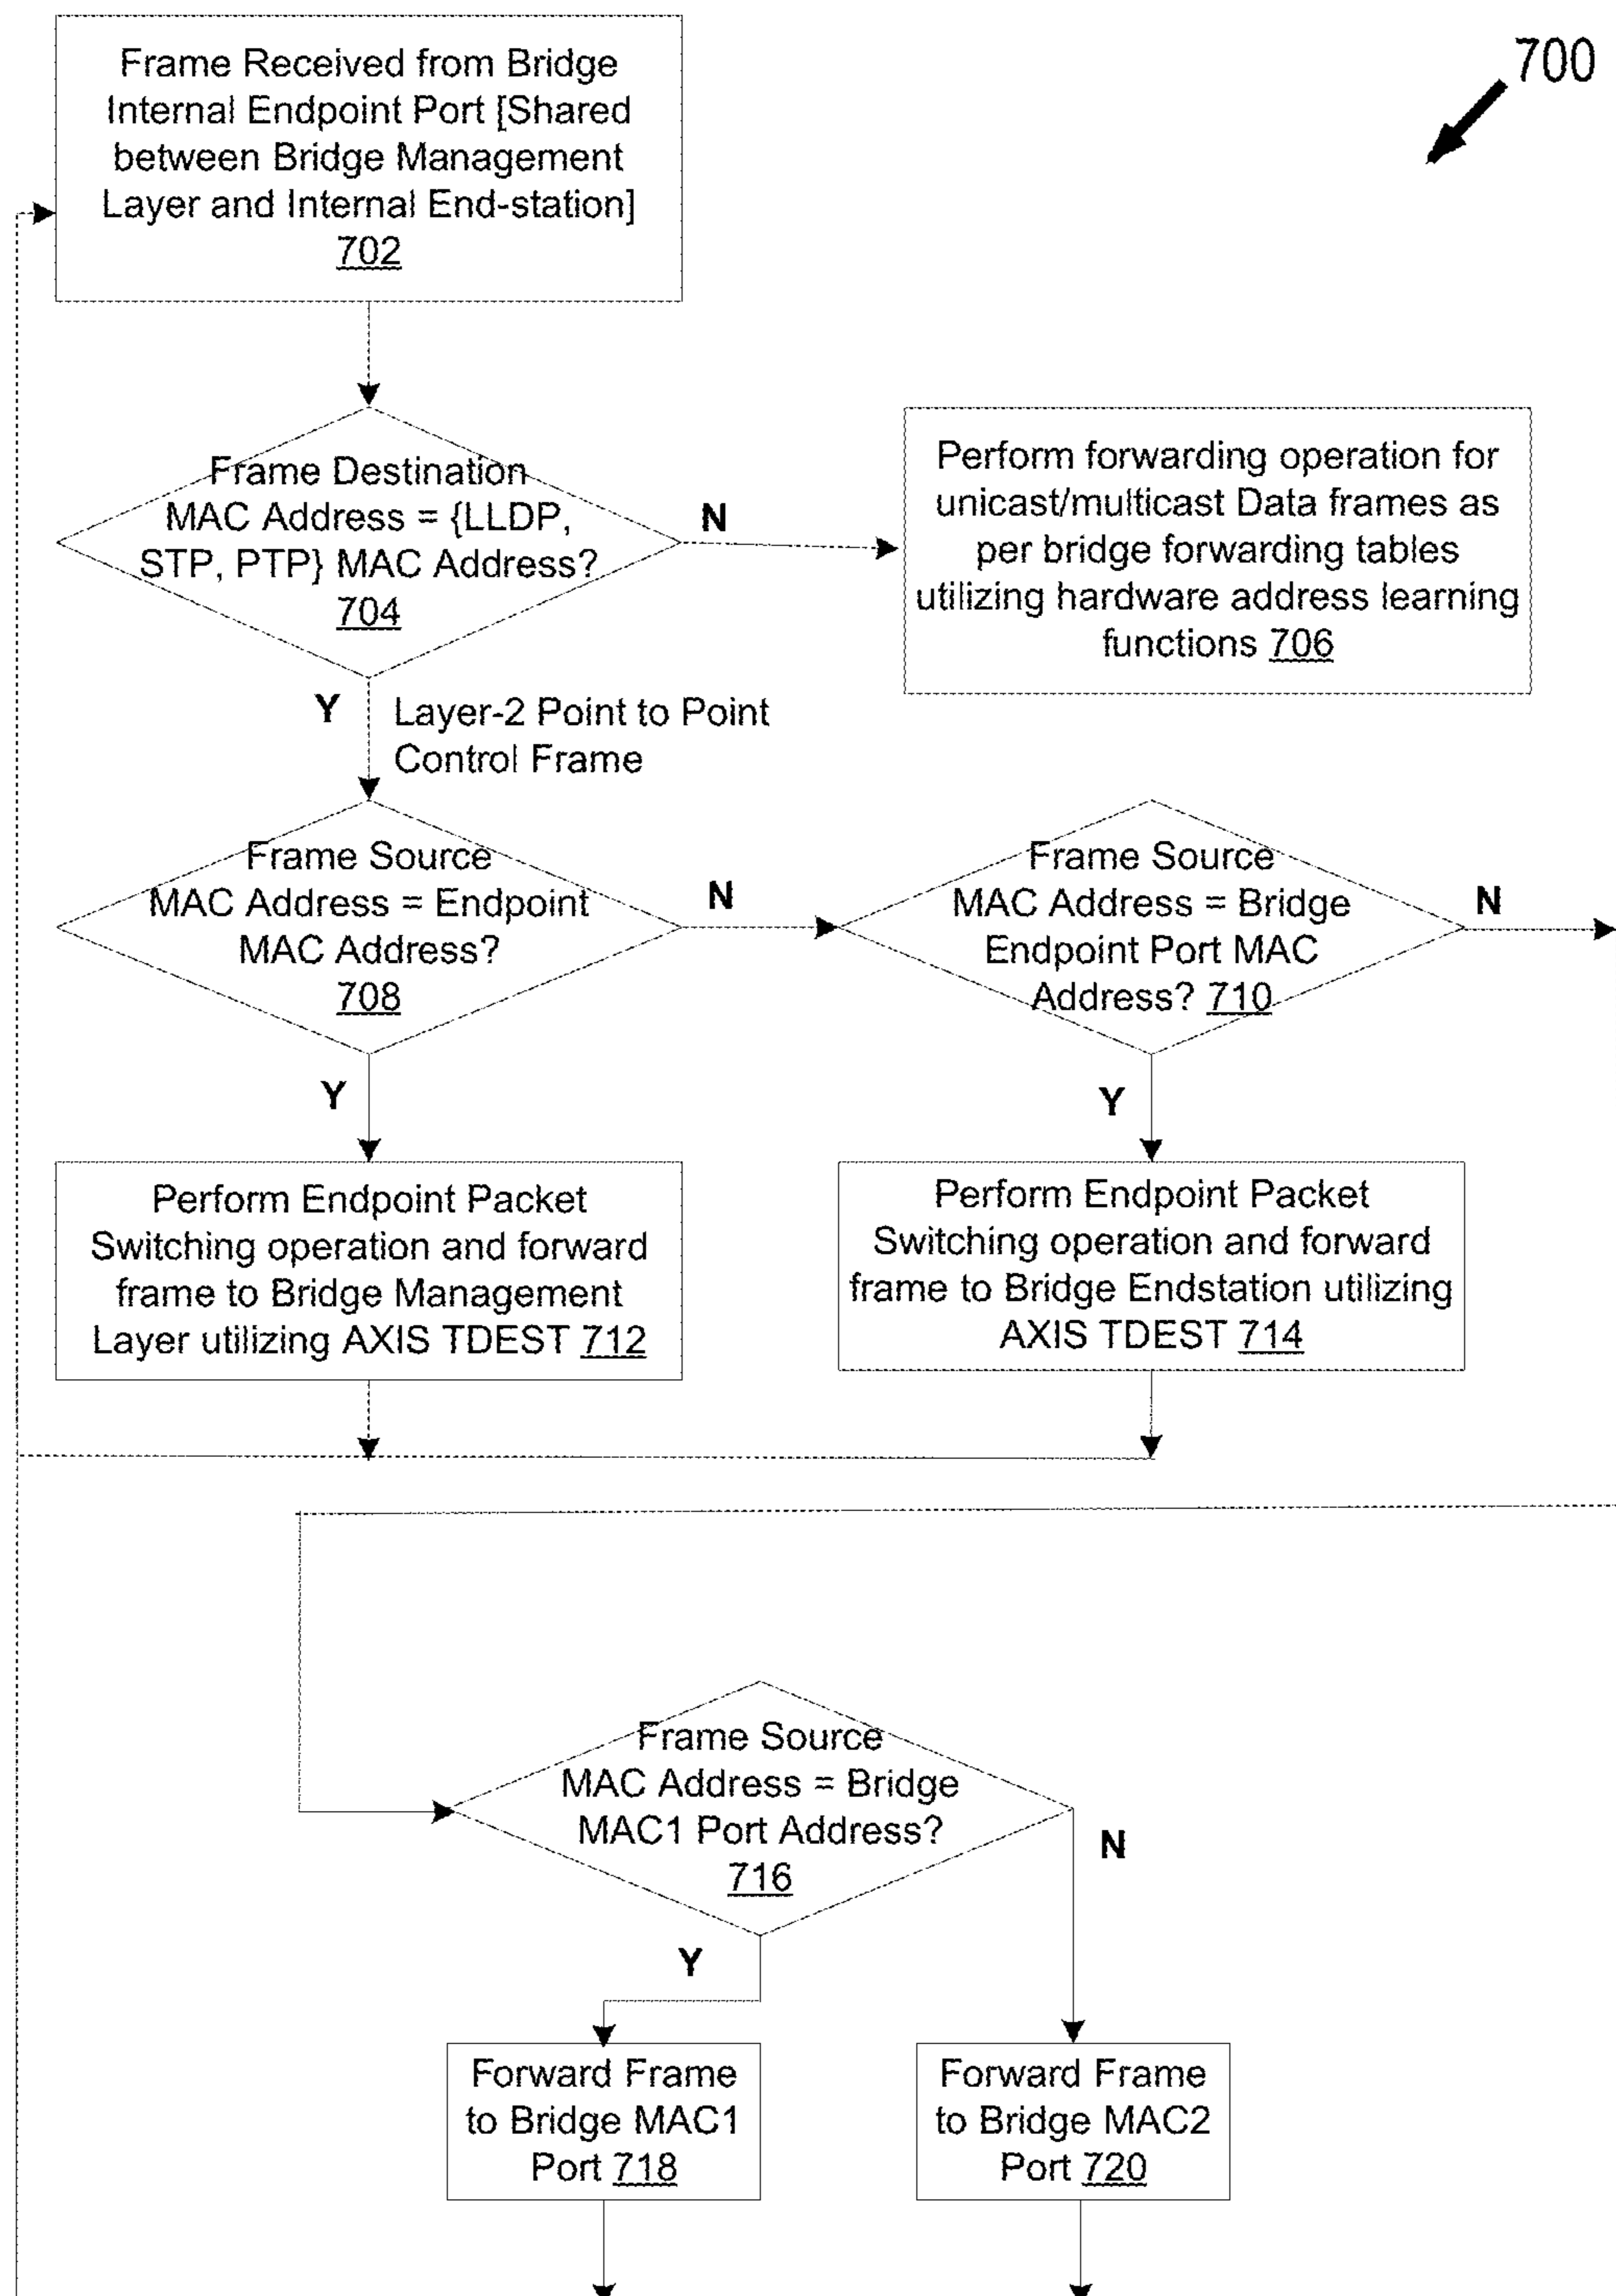 700
Frame Received from Bridge
Internal Endpoint Port [Shared
between Bridge Management
Layer and Internal End-station]
702
Frame Destination
MAC Address = {LLDP,
STP, PTP} MAC Address?
704
N
Perform forwarding operation for
unicast/multicast Data frames as
per bridge forwarding tables
utilizing hardware address learning
functions 706
Y
Layer-2 Point to Point
Control Frame
Frame Source
MAC Address = Endpoint
MAC Address?
708
N
Frame Source
MAC Address = Bridge
Endpoint Port MAC
Address? 710
N
Y
Y
Perform Endpoint Packet
Switching operation and forward
frame to Bridge Management
Layer utilizing AXIS TDEST 712
Perform Endpoint Packet
Switching operation and forward
frame to Bridge Endstation utilizing
AXIS TDEST 714
Frame Source
MAC Address = Bridge
MAC1 Port Address?
716
N
Y
Forward Frame
to Bridge MAC1
Port 718
Forward Frame
to Bridge MAC2
Port 720